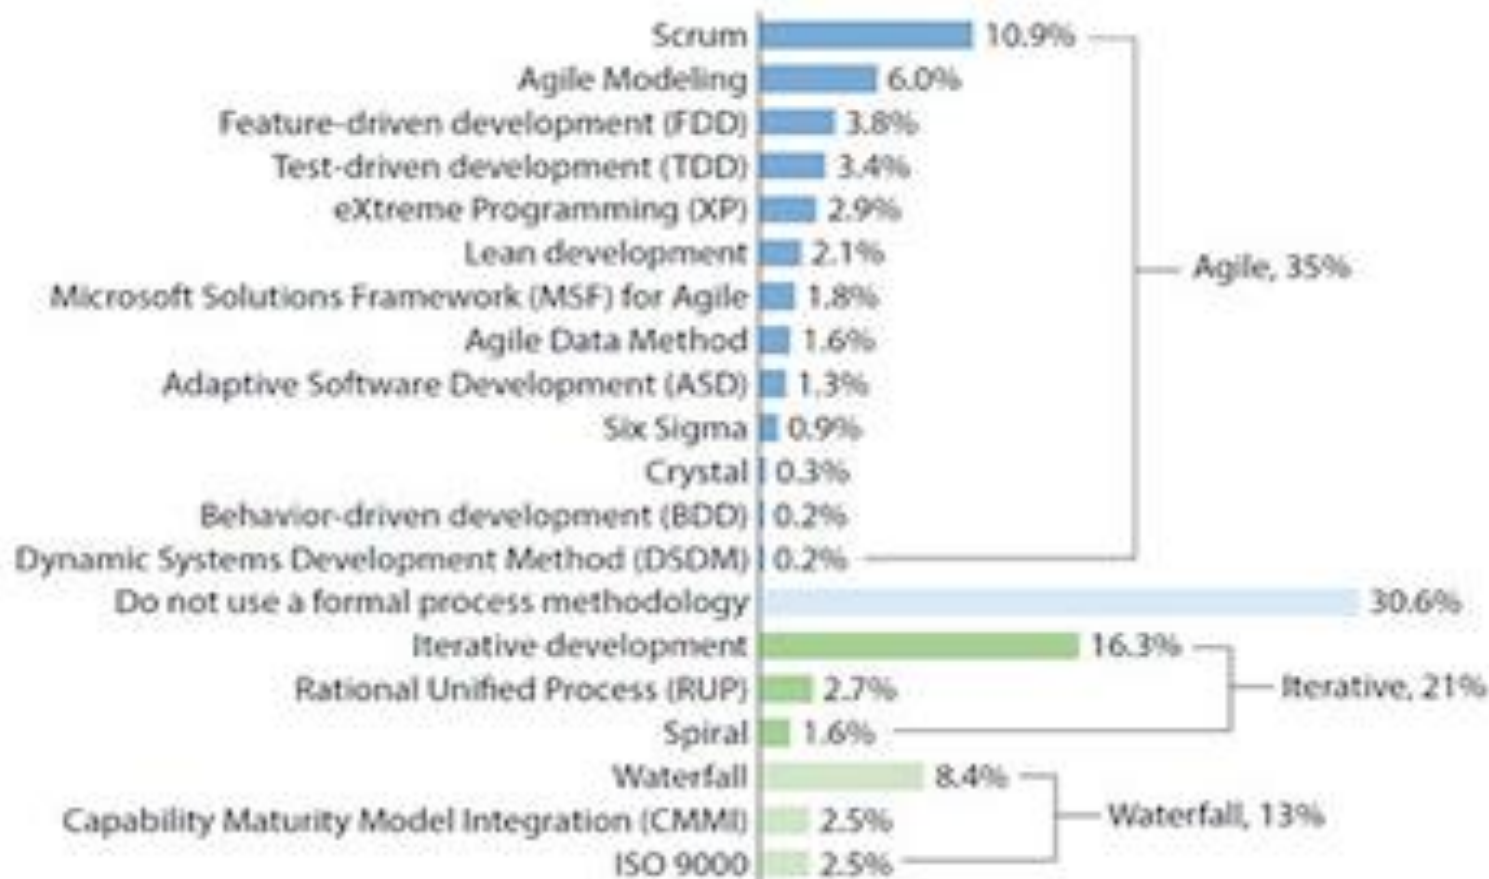 Scrum 10.9%
Agile Modeling 6.0%
Feature-driven development (FDD) 3.8%
Test-driven development (TDD) 3.4%
eXtreme Programming (XP) 2.9%
Lean development 2.1%
Agile, 35%
Microsoft Solutions Framework (MSF) for Agile 1.8%
Agile Data Method 1.6%
Adaptive Software Development (ASD) 1.3%
Six Sigma 0.9%
Crystal 0.3%
Behavior-driven development (BDD) 0.2%
Dynamic Systems Development Method (DSDM) 0.2%
Do not use a formal process methodology 30.6%
Iterative development 16.3%
Rational Unified Process (RUP) 2.7%
Iterative, 21%
Spiral 1.6%
Waterfall 8.4%
Capability Maturity Model Integration (CMMI) 2.5%
Waterfall, 13%
ISO 9000 2.5%